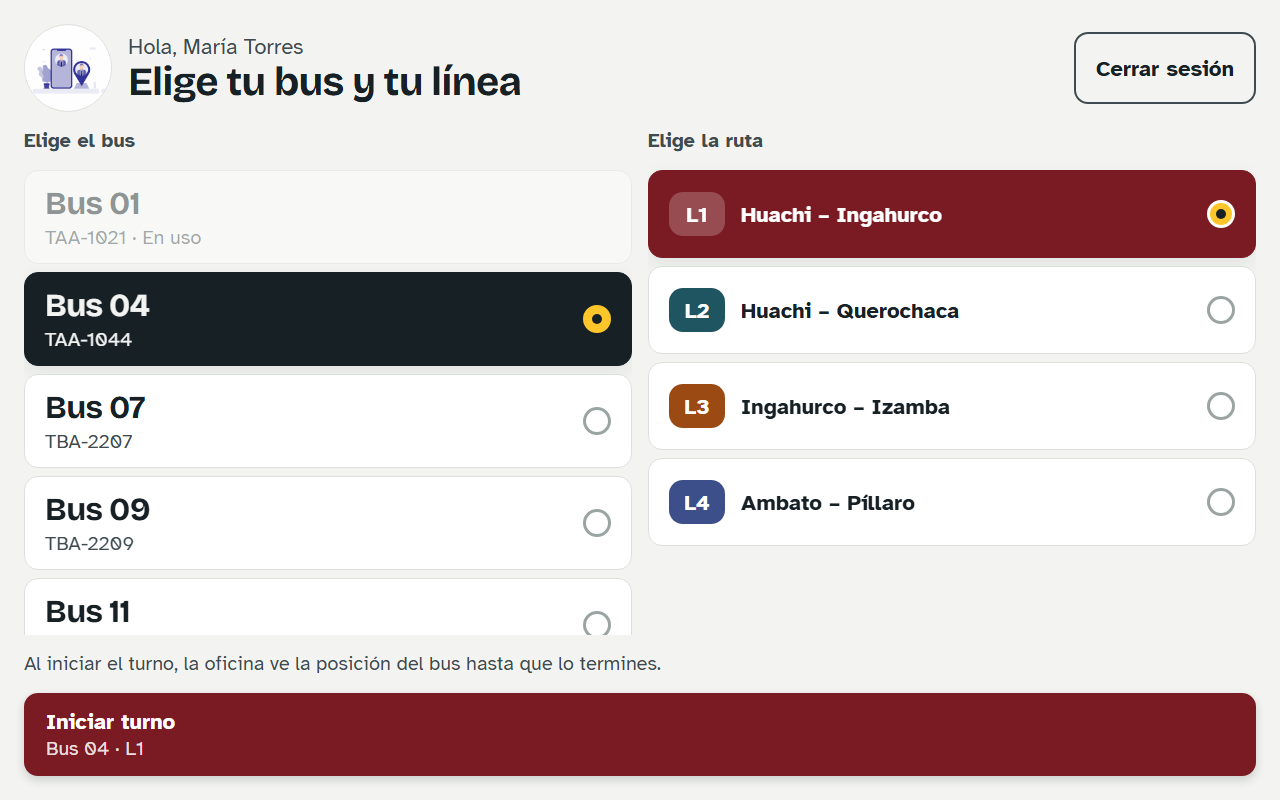 Hola, María Torres
Elige tu bus y tu línea
Cerrar sesión
Elige el bus
Bus 01
TAA-1021 · En uso
Bus 04
TAA-1044
Bus 07
TBA-2207
Bus 09
TBA-2209
Bus 11
Elige la ruta
L1 Huachi – Ingahurco
L2 Huachi – Querochaca
L3 Ingahurco – Izamba
L4 Ambato – Píllaro
Al iniciar el turno, la oficina ve la posición del bus hasta que lo termines.
Iniciar turno
Bus 04 · L1